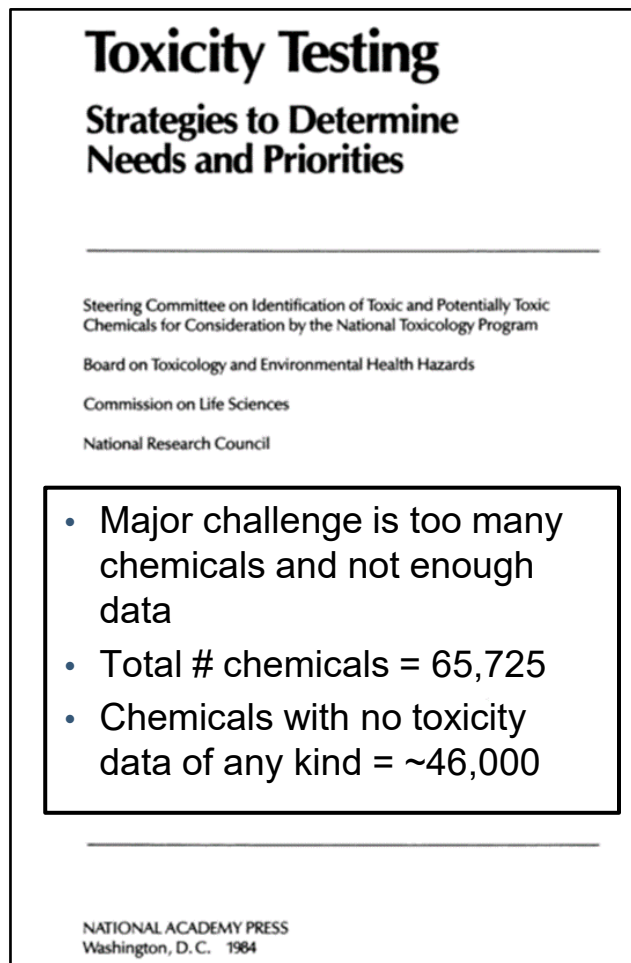 Toxicity Testing
Strategies to Determine
Needs and Priorities
Steering Committee on Identification of Toxic and Potentially Toxic
Chemicals for Consideration by the National Toxicology Program
Board on Toxicology and Environmental Health Hazards
Commission on Life Sciences
National Research Council
• Major challenge is too many
chemicals and not enough
data
• Total # chemicals = 65,725
• Chemicals with no toxicity
data of any kind = ~46,000
NATIONAL ACADEMY PRESS
Washington, D. C. 1984